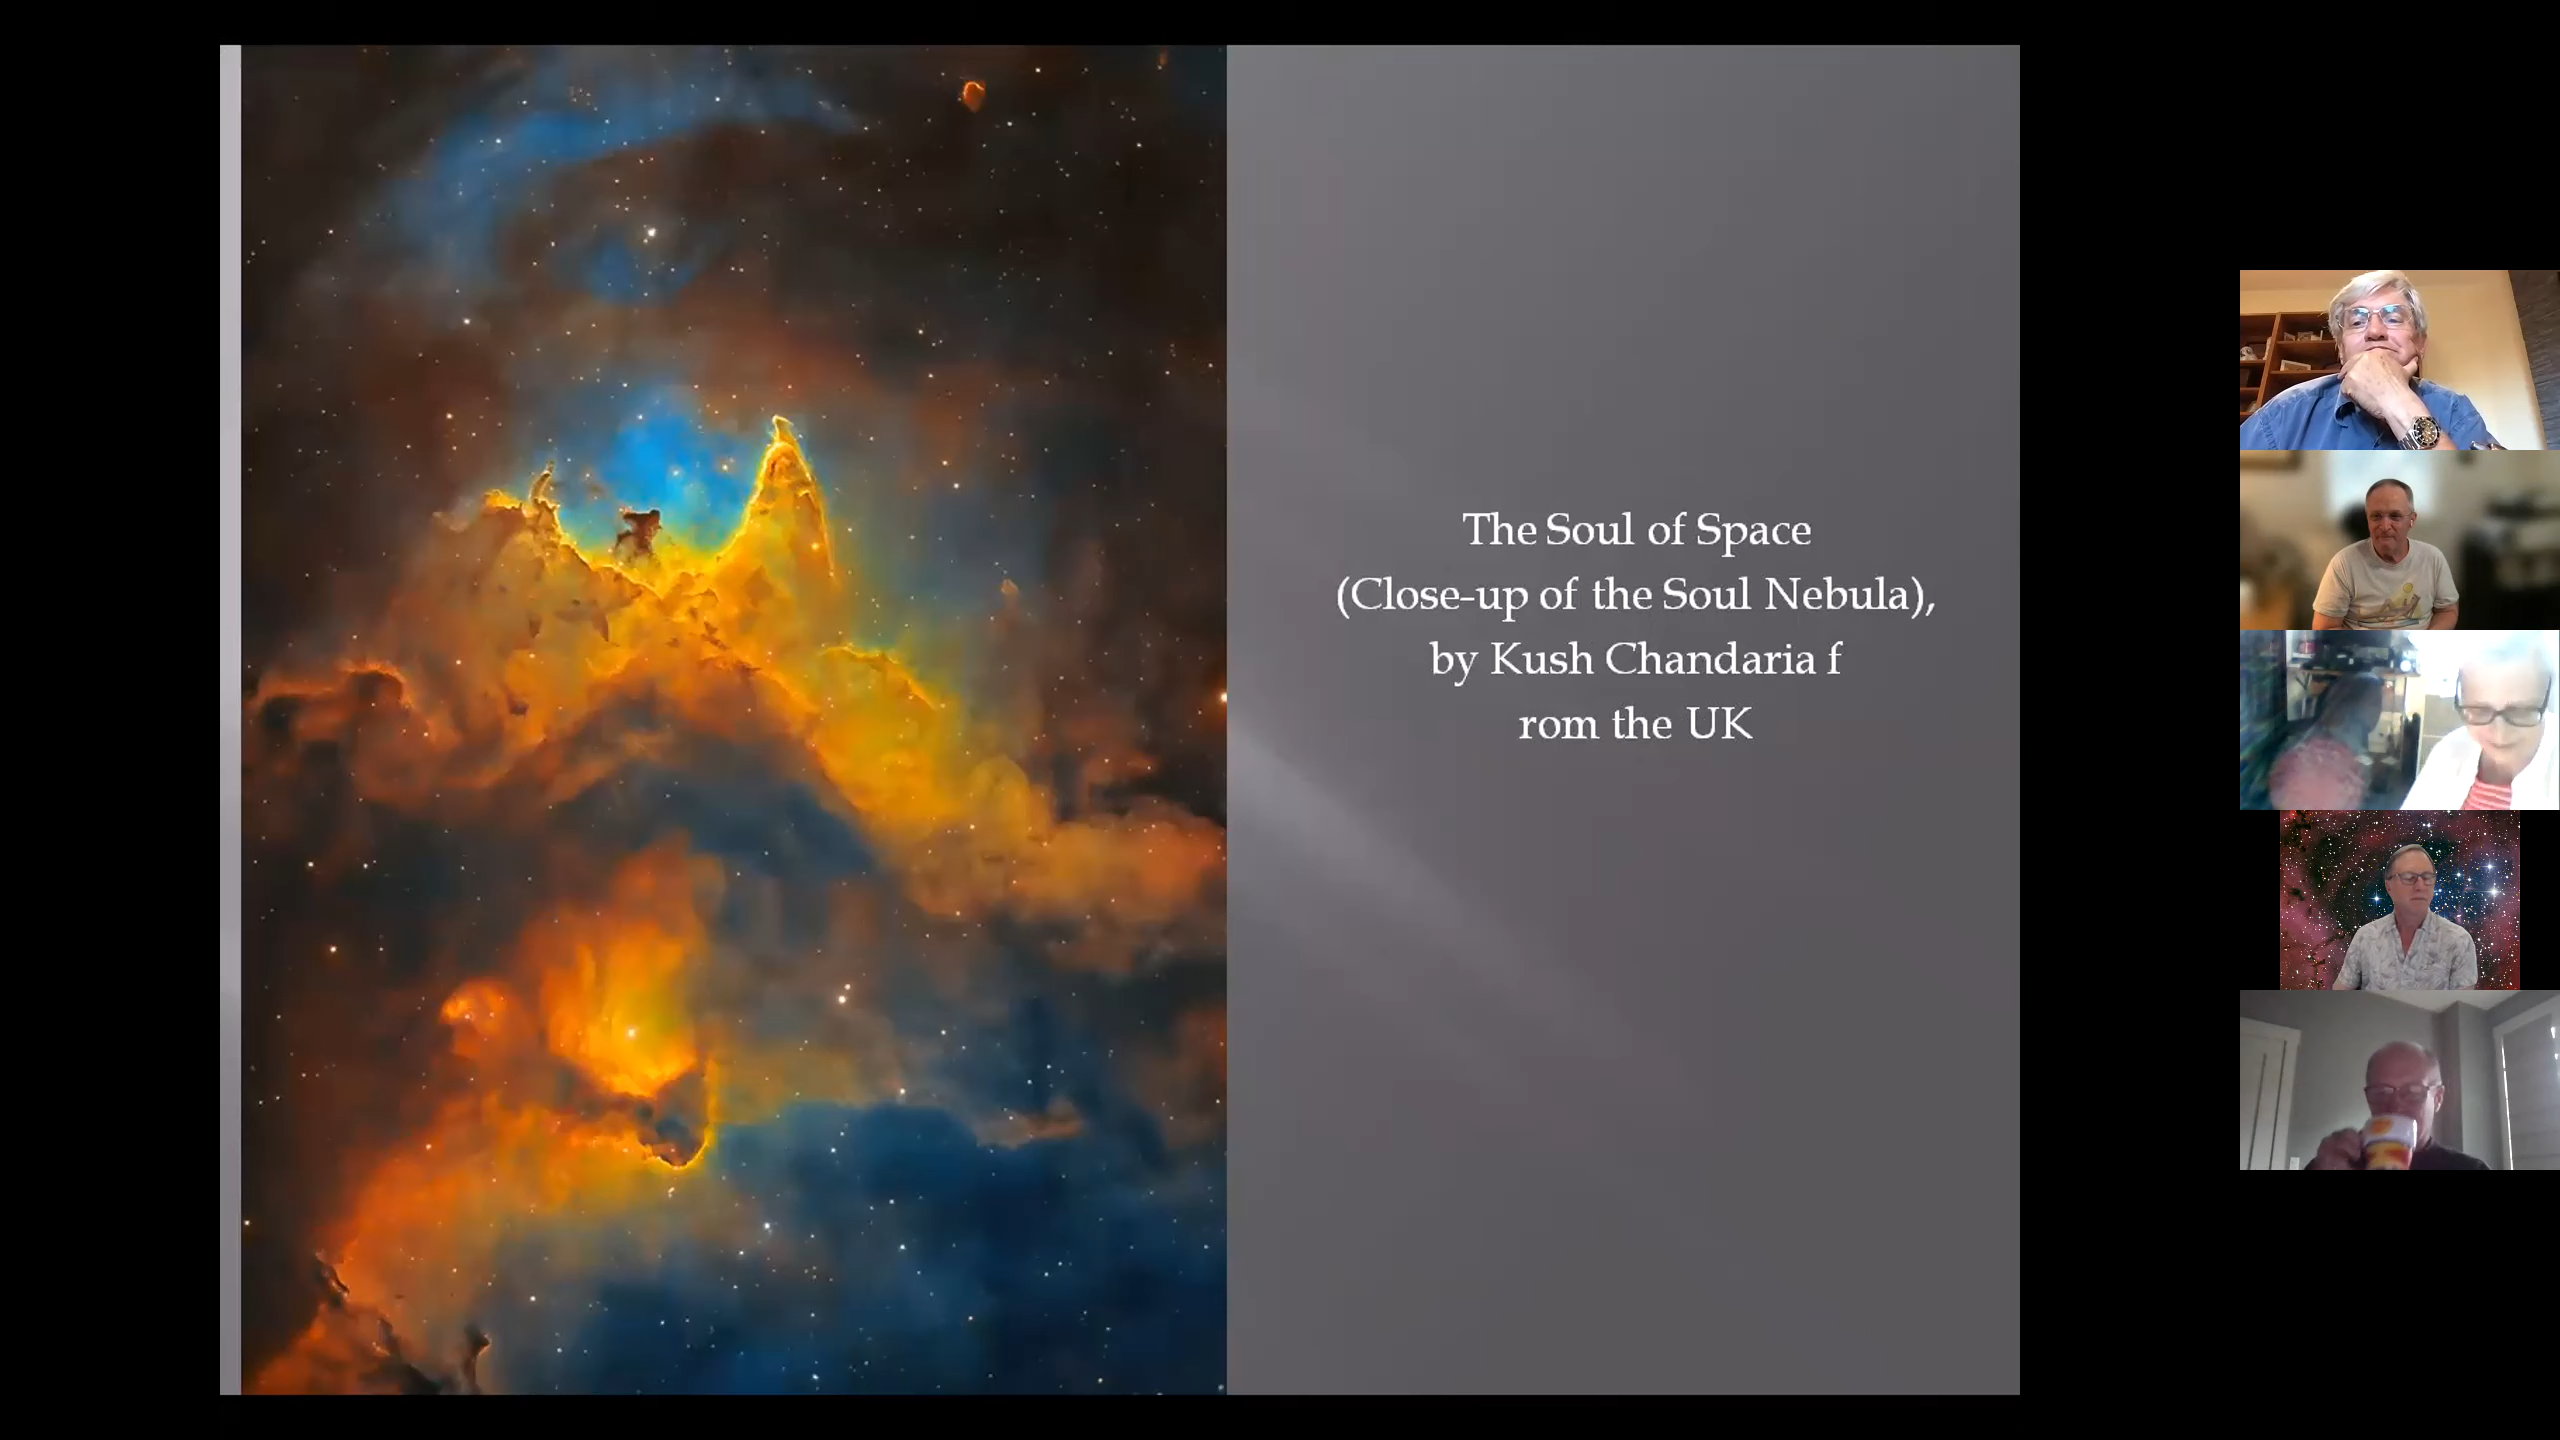 The Soul of Space
(Close-up of the Soul Nebula),
by Kush Chandaria f
rom the UK